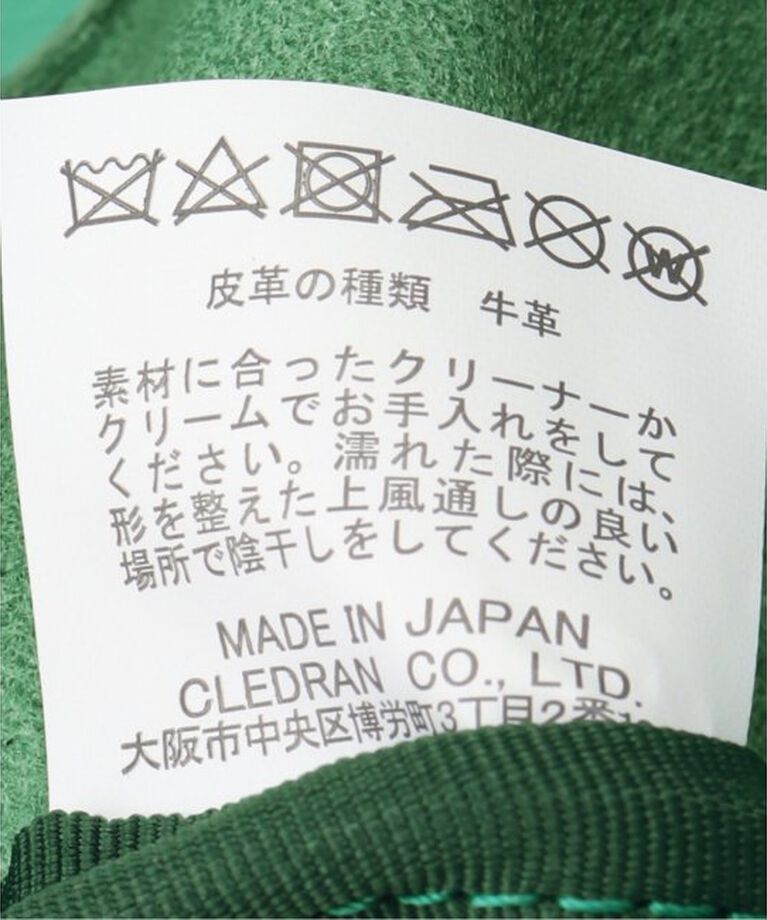 皮革の種類　牛革
素材に合ったクリーナーか
クリームでお手入れをして
ください。濡れた際には、
形を整えた上風通しの良い
場所で陰干しをしてください。
MADE IN JAPAN
CLEDRAN CO., LTD.
大阪市中央区博労町3丁目2番